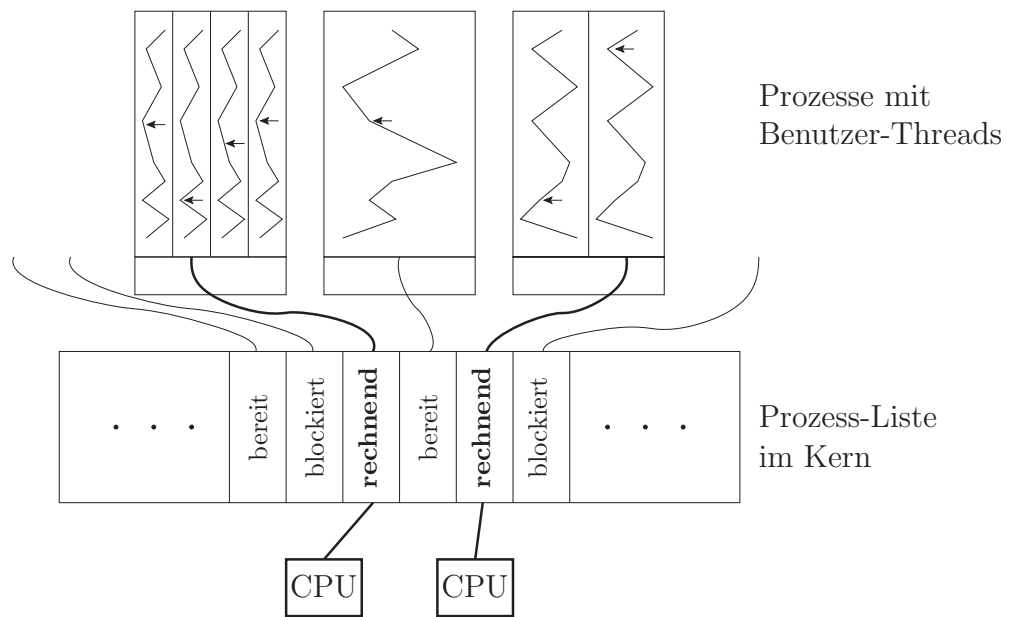 Prozesse mit
Benutzer-Threads
. . .
bereit
blockiert
rechnend
bereit
rechnend
blockiert
. . .
Prozess-Liste
im Kern
CPU
CPU